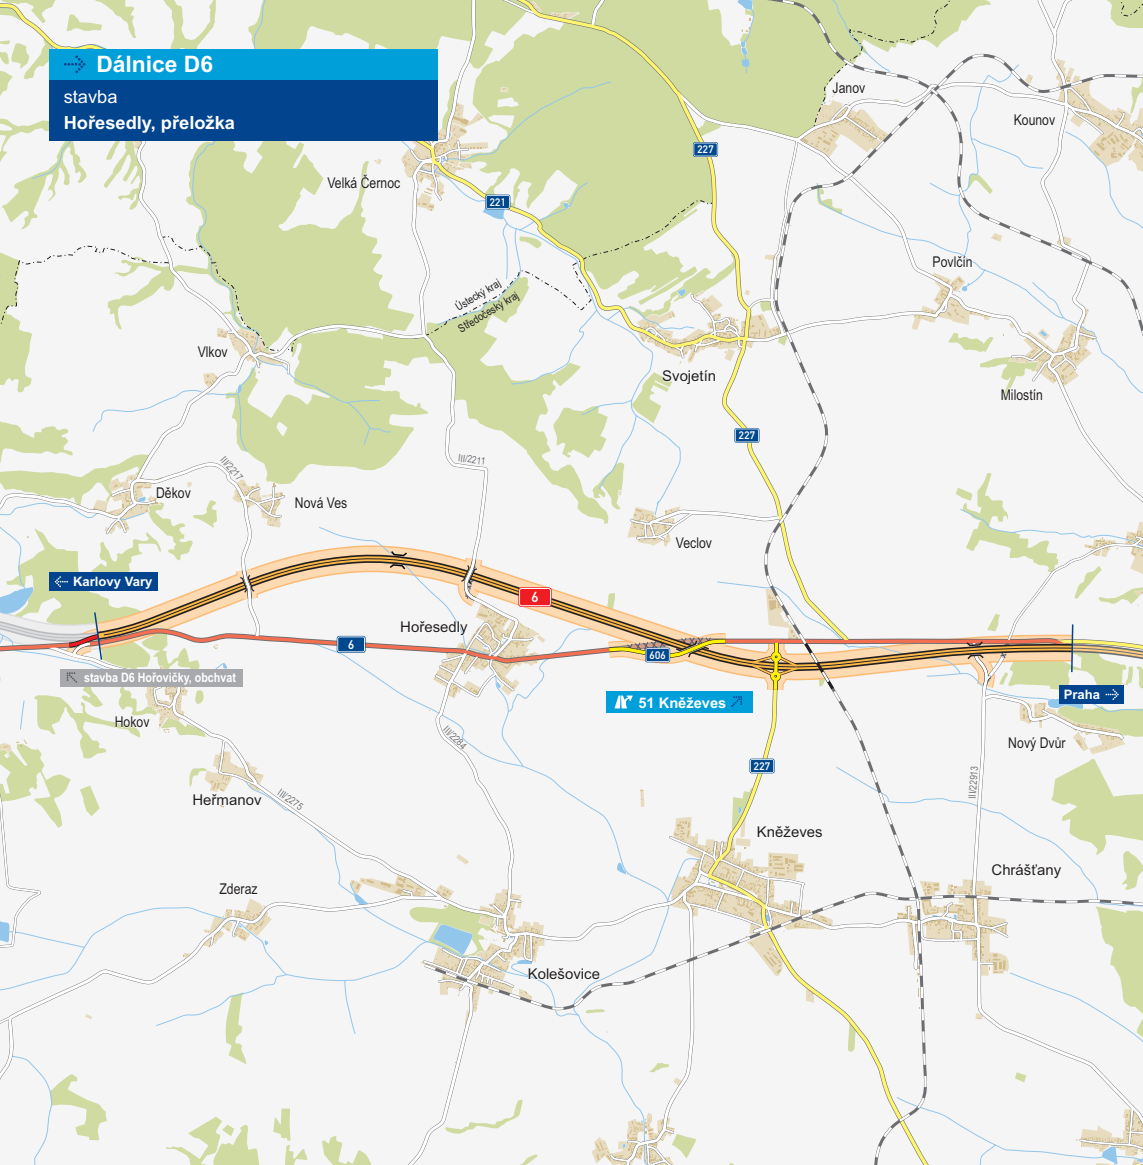 Dálnice D6
stavba
Hořesedly, přeložka
Janov
Kounov
227
Velká Černoc
221
Povlčín
Ústecký kraj
Středočeský kraj
Vlkov
Svojetín
Milostín
227
III/2211
III/2217
Děkov
Nová Ves
Veclov
Karlovy Vary
6
Hořesedly
6
606
stavba D6 Hořovičky, obchvat
51 Kněževes
Praha
Hokov
III/2264
Nový Dvůr
227
III/22913
Heřmanov
III/2275
Kněževes
Chrášťany
Zderaz
Kolešovice